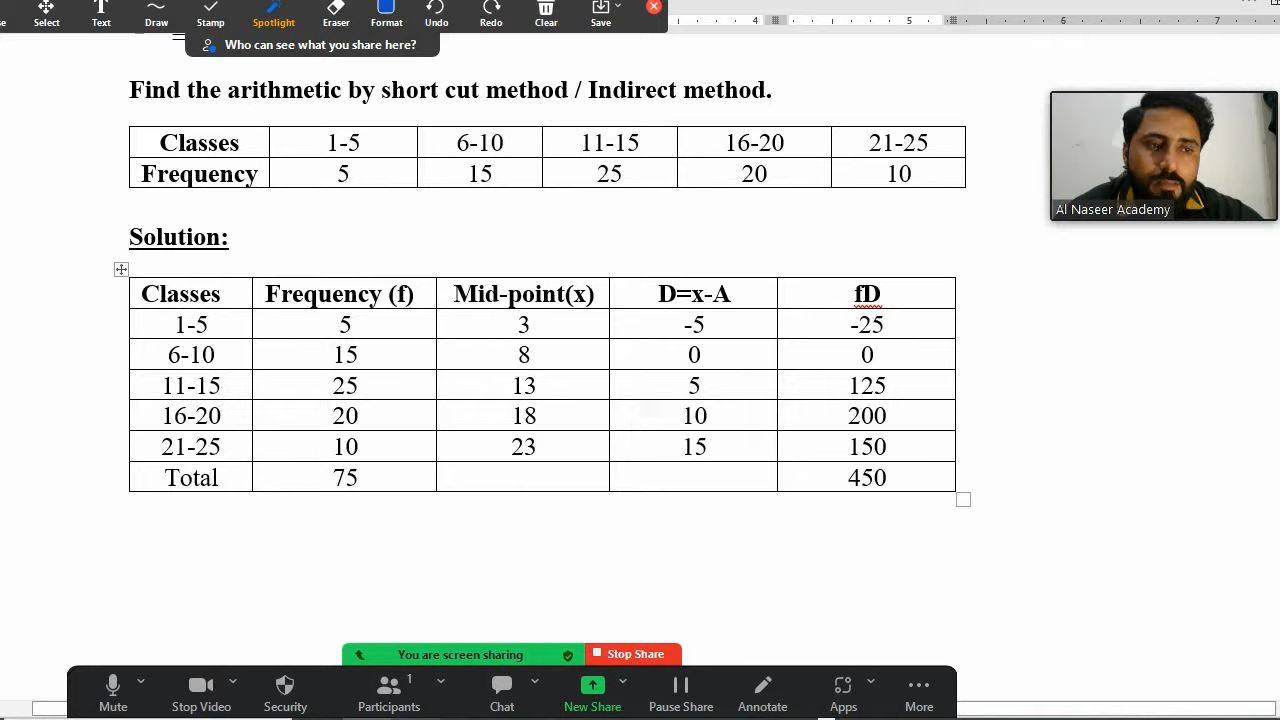 Select Text Draw Stamp Spotlight Eraser Format Undo Redo Clear Save
4 5 6 7
Who can see what you share here?
Find the arithmetic by short cut method / Indirect method.
Classes 1-5 6-10 11-15 16-20 21-25
Frequency 5 15 25 20 10
Al Naseer Academy
Solution:
Classes Frequency (f) Mid-point(x) D=x-A fD
1-5 5 3 -5 -25
6-10 15 8 0 0
11-15 25 13 5 125
16-20 20 18 10 200
21-25 10 23 15 150
Total 75 450
You are screen sharing Stop Share
1
Mute Stop Video Security Participants Chat New Share Pause Share Annotate Apps More